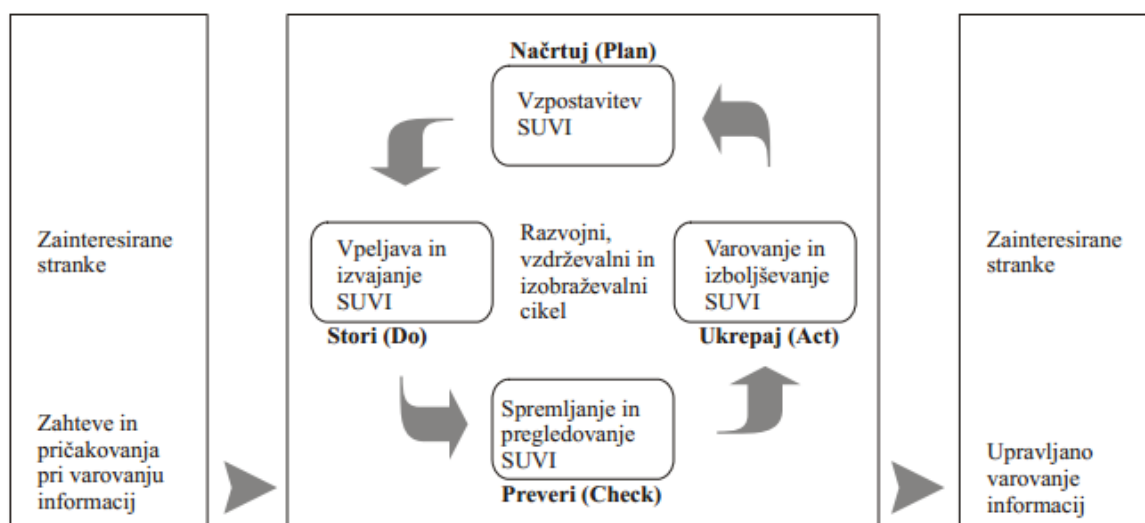 Načrtuj (Plan)
Vzpostavitev
SUVI
Zainteresirane
stranke
Vpeljava in
izvajanje
SUVI
Stori (Do)
Razvojni,
vzdrževalni in
izobraževalni
cikel
Varovanje in
izboljševanje
SUVI
Ukrepaj (Act)
Zainteresirane
stranke
Zahteve in
pričakovanja
pri varovanju
informacij
Spremljanje in
pregledovanje
SUVI
Preveri (Check)
Upravljano
varovanje
informacij